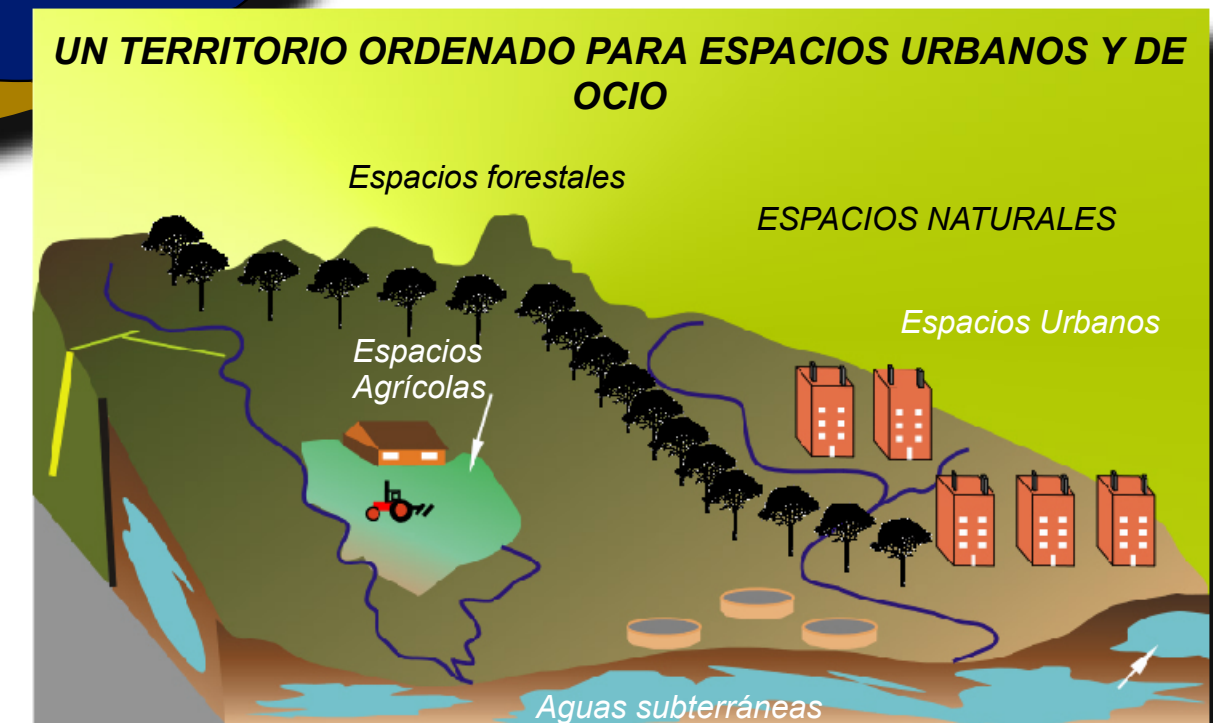 UN TERRITORIO ORDENADO PARA ESPACIOS URBANOS Y DE
OCIO
Espacios forestales
ESPACIOS NATURALES
Espacios Urbanos
Espacios
Agrícolas
Aguas subterráneas